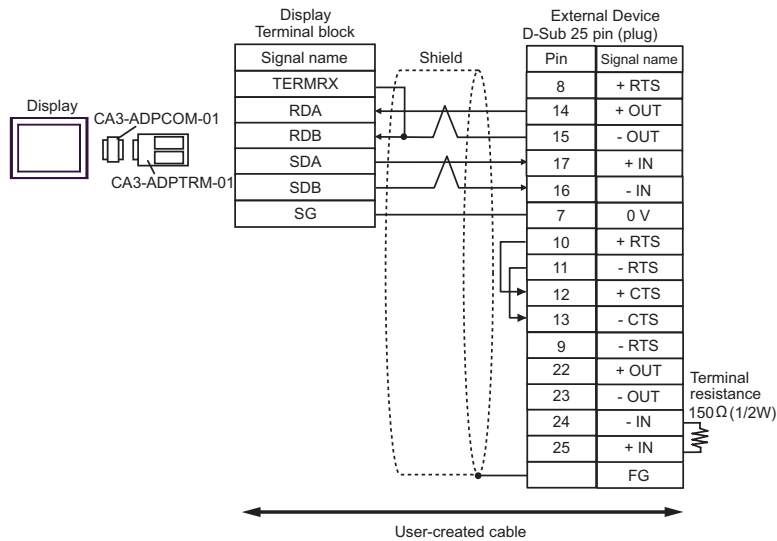 Display
Terminal block
External Device
D-Sub 25 pin (plug)
Signal name
Shield
Pin
Signal name
TERMRX
8
+ RTS
Display
CA3-ADPCOM-01
RDA
14
+ OUT
RDB
15
- OUT
SDA
17
+ IN
CA3-ADPTRM-01
SDB
16
- IN
SG
7
0 V
10
+ RTS
11
- RTS
12
+ CTS
13
- CTS
9
- RTS
22
+ OUT
23
- OUT
24
- IN
25
+ IN
FG
Terminal
resistance
150Ω(1/2W)
User-created cable